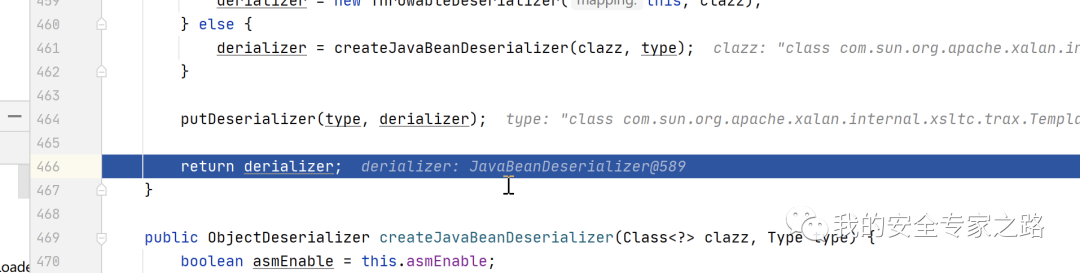 459 derializer = new ThrowableDeserializer( mapping: this, clazz);
460 } else {
461 derializer = createJavaBeanDeserializer(clazz, type); clazz: "class com.sun.org.apache.xalan.in
462 }
463
464 putDeserializer(type, derializer); type: "class com.sun.org.apache.xalan.internal.xsltc.trax.Templa
465
466 return derializer; derializer: JavaBeanDeserializer@589
467 }
468
469 public ObjectDeserializer createJavaBeanDeserializer(Class<?> clazz, Type type) {
470 boolean asmEnable = this.asmEnable;
Loade
我的安全专家之路